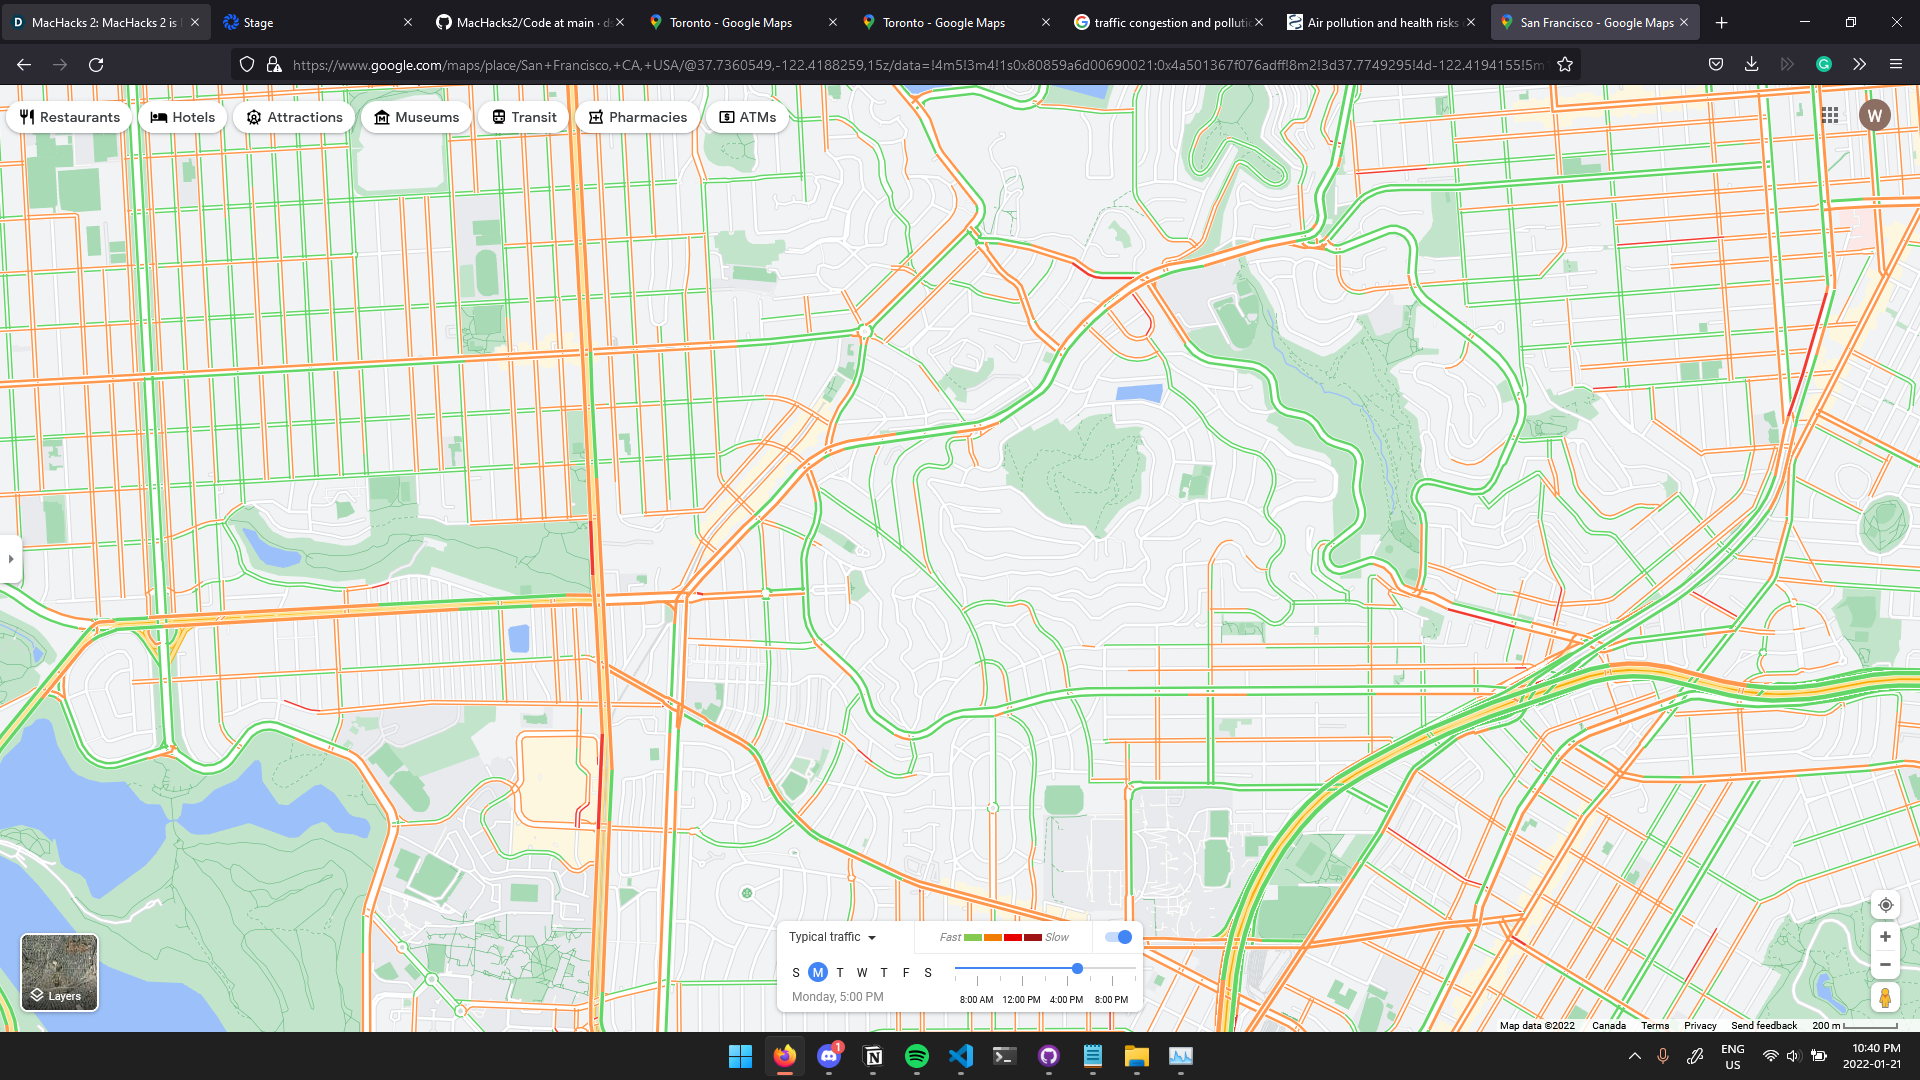 MacHacks 2: MacHacks 2 is
Stage
MacHacks2/Code at main · ds
Toronto - Google Maps
Toronto - Google Maps
traffic congestion and pollutio
Air pollution and health risks
San Francisco - Google Maps
https://www.google.com/maps/place/San+Francisco,+CA,+USA/@37.7360549,-122.4188259,15z/data=!4m5!3m4!1s0x80859a6d00690021:0x4a501367f076adff!8m2!3d37.7749295!4d-122.4194155!5m
Restaurants
Hotels
Attractions
Museums
Transit
Pharmacies
ATMs
W
Layers
Typical traffic
Fast
Slow
S M T W T F S
Monday, 5:00 PM
8:00 AM 12:00 PM 4:00 PM 8:00 PM
Map data ©2022 Canada Terms Privacy Send feedback 200 m
1
ENG
US
10:40 PM
2022-01-21